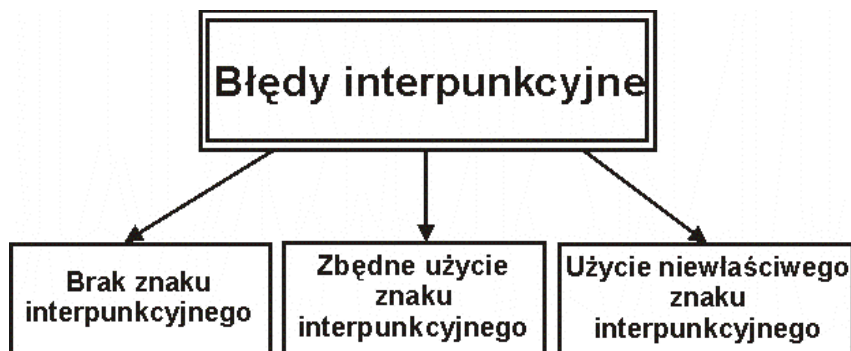 Błędy interpunkcyjne
Brak znaku
interpunkcyjnego
Zbędne użycie
znaku
interpunkcyjnego
Użycie niewłaściwego
znaku
interpunkcyjnego